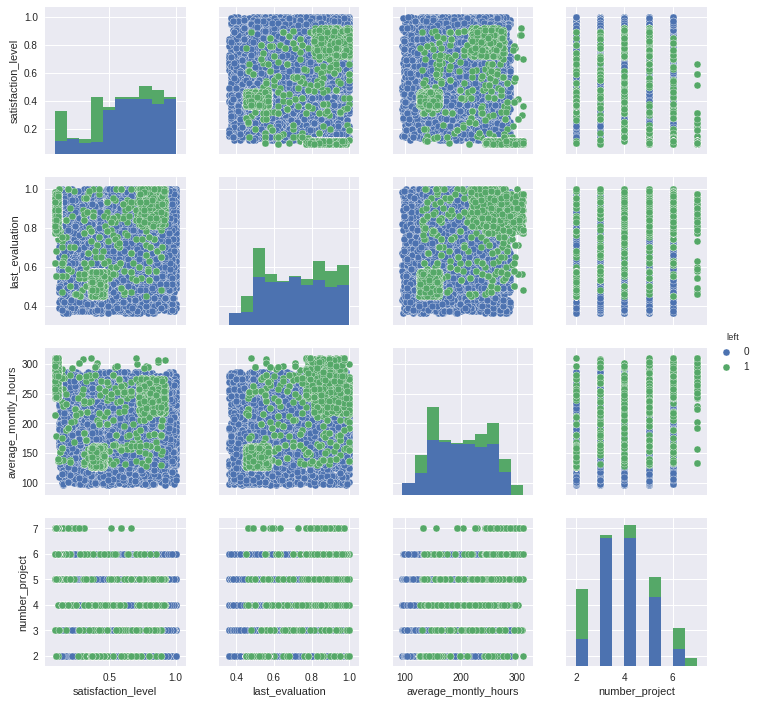 satisfaction_level
1.0
0.8
0.6
0.4
0.2
last_evaluation
1.0
0.8
0.6
0.4
average_montly_hours
300
250
200
150
100
number_project
7
6
5
4
3
2
0.5 1.0
satisfaction_level
0.4 0.6 0.8 1.0
last_evaluation
100 200 300
average_montly_hours
2 4 6
number_project
left
0
1